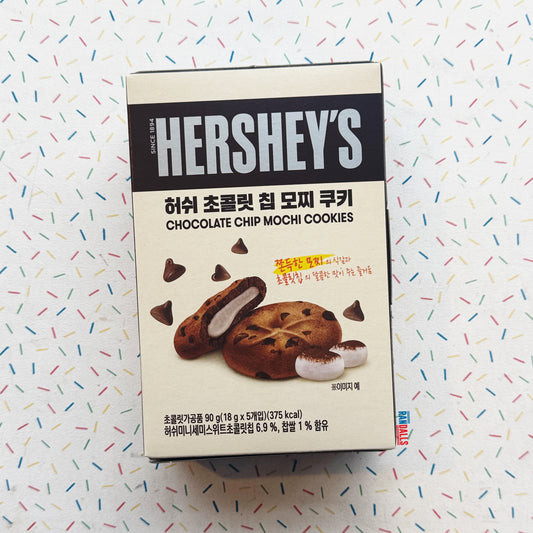 SINCE 1894
HERSHEY'S
허쉬 초콜릿 칩 모찌 쿠키
CHOCOLATE CHIP MOCHI COOKIES
쫀득한 모찌의 식감과
초콜릿칩의 달콤한 맛이 주는 즐거움
※이미지 예
초콜릿가공품 90 g(18 g x 5개입)(375 kcal)
허쉬미니세미스위트초콜릿칩 6.9 %, 찹쌀 1 % 함유
RANDALLS